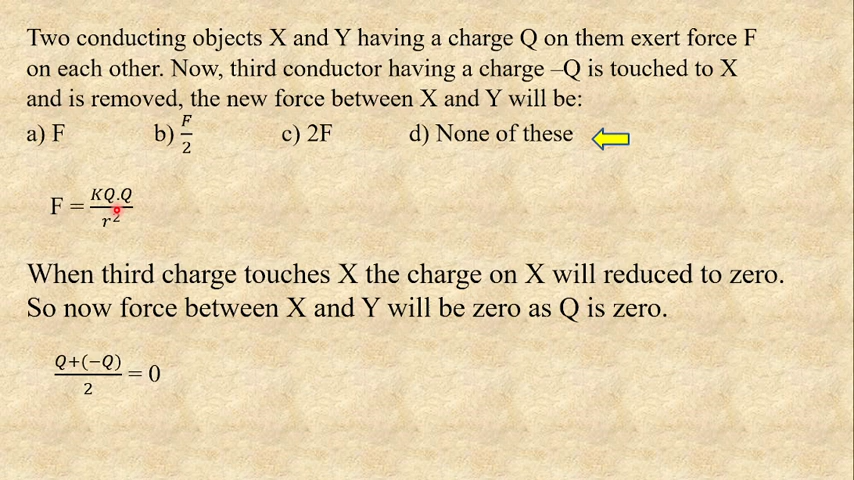 Two conducting objects X and Y having a charge Q on them exert force F
on each other. Now, third conductor having a charge –Q is touched to X
and is removed, the new force between X and Y will be:
a) F b) F/2 c) 2F d) None of these
F = KQ.Q/r²
When third charge touches X the charge on X will reduced to zero.
So now force between X and Y will be zero as Q is zero.
Q+(−Q)/2 = 0